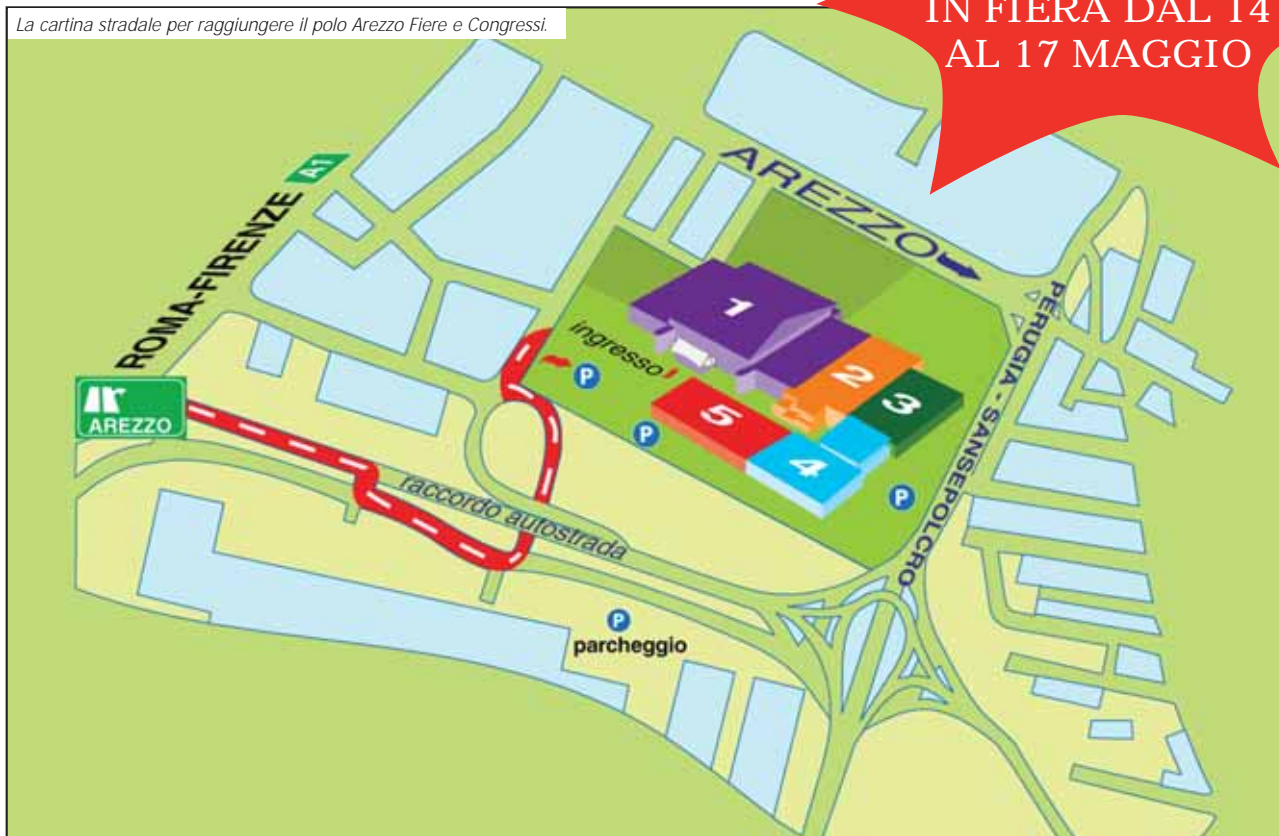 La cartina stradale per raggiungere il polo Arezzo Fiere e Congressi.
IN FIERA DAL 14
AL 17 MAGGIO
AREZZO
A1
ROMA-FIRENZE
AREZZO
PERUGIA - SANSEPOLCRO
1
ingresso
P
2
3
5
P
4
P
raccordo autostrada
P
parcheggio